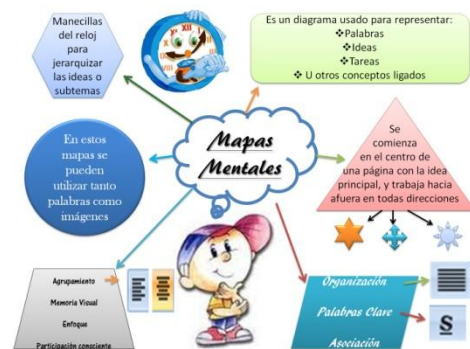 Manecillas
del reloj
para
jerarquizar
las ideas o
subtemas
Es un diagrama usado para representar:
❖Palabras
❖Ideas
❖Tareas
❖ U otros conceptos ligados
Mapas
Mentales
En estos
mapas se
pueden
utilizar tanto
palabras como
imágenes
Se
comienza
en el centro de
una página con la idea
principal, y trabaja hacia
afuera en todas direcciones
Agrupamiento
Memoria Visual
Enfoque
Participación consciente
Organización
Palabras Clave
Asociación
S